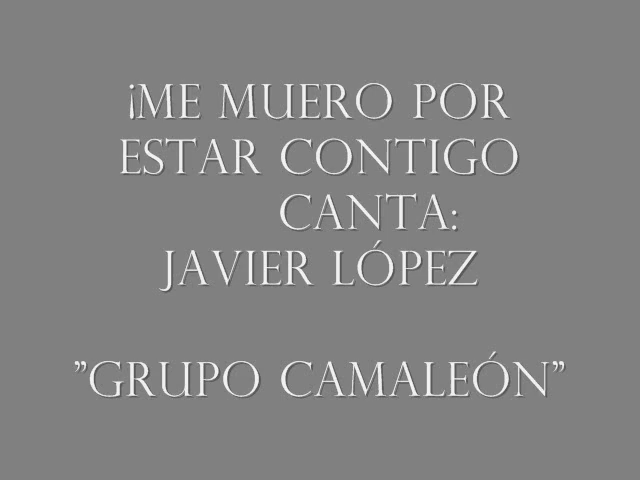 ¡ME MUERO POR
ESTAR CONTIGO
CANTA:
JAVIER LÓPEZ
"GRUPO CAMALEÓN"